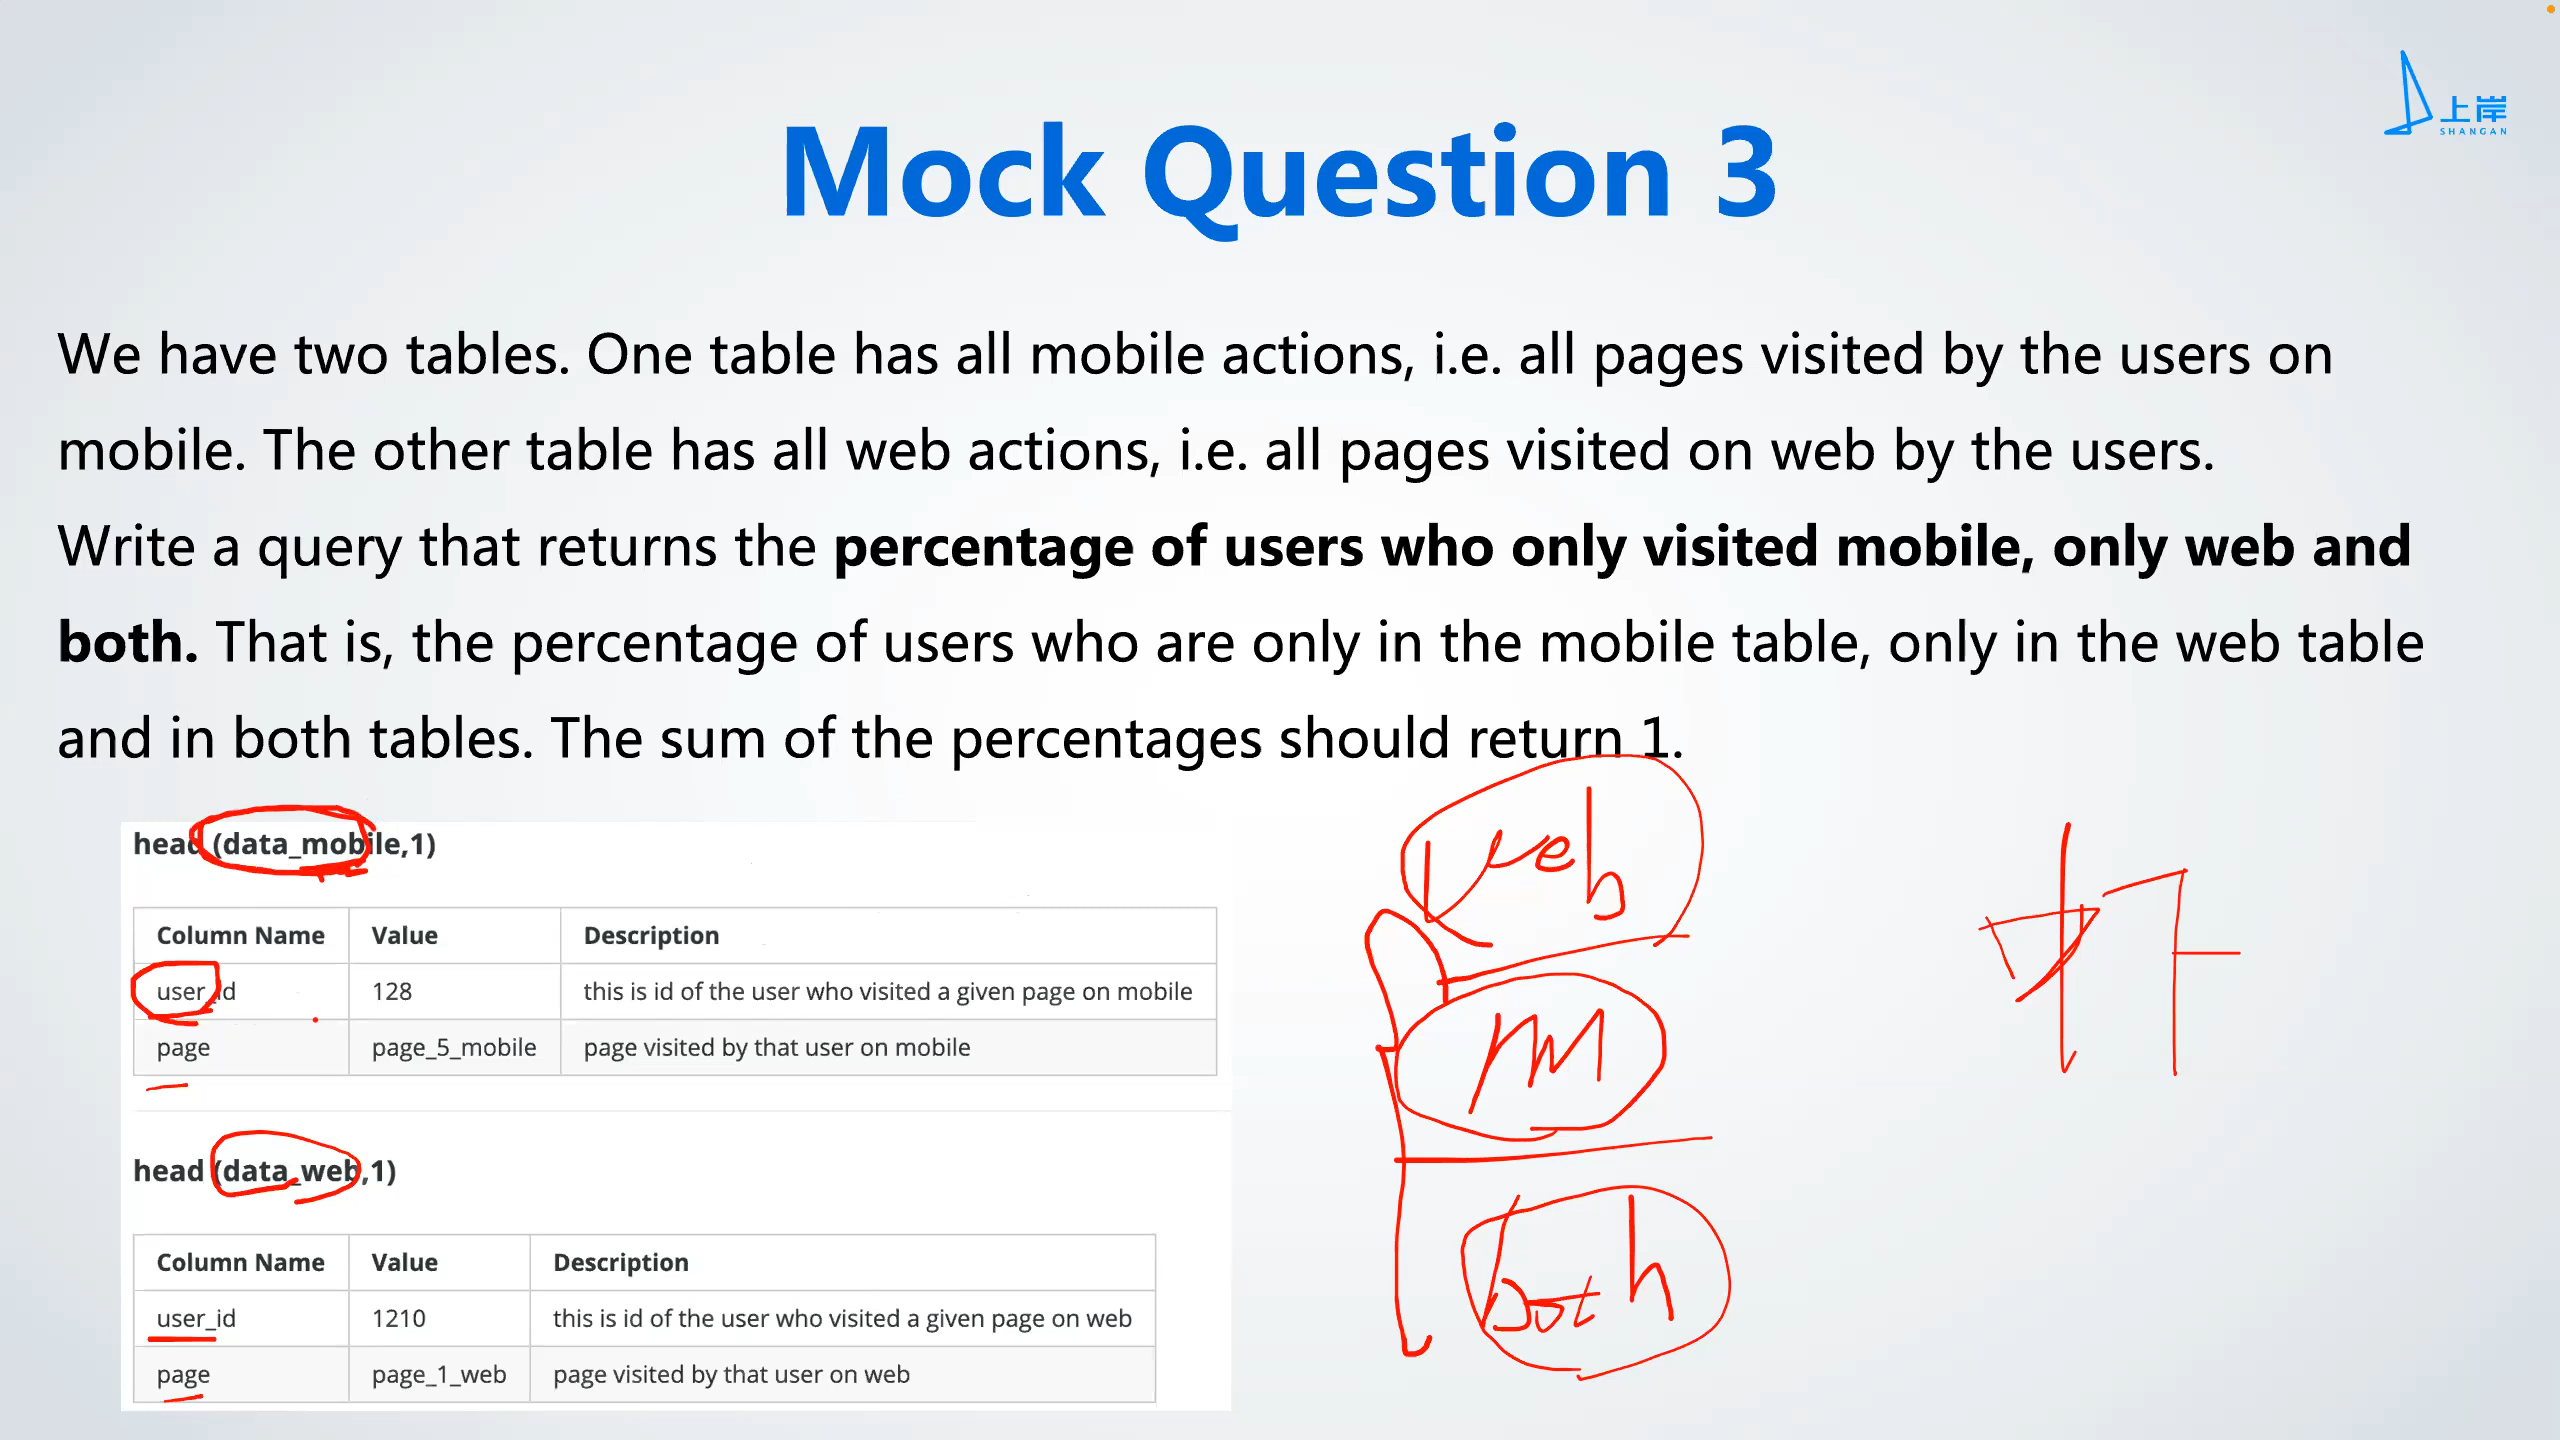 上岸
SHANGAN
Mock Question 3
We have two tables. One table has all mobile actions, i.e. all pages visited by the users on
mobile. The other table has all web actions, i.e. all pages visited on web by the users.
Write a query that returns the percentage of users who only visited mobile, only web and
both. That is, the percentage of users who are only in the mobile table, only in the web table
and in both tables. The sum of the percentages should return 1.
head (data_mobile,1)
Column Name Value Description
user_id 128 this is id of the user who visited a given page on mobile
page page_5_mobile page visited by that user on mobile
head (data_web,1)
Column Name Value Description
user_id 1210 this is id of the user who visited a given page on web
page page_1_web page visited by that user on web
web
M
both